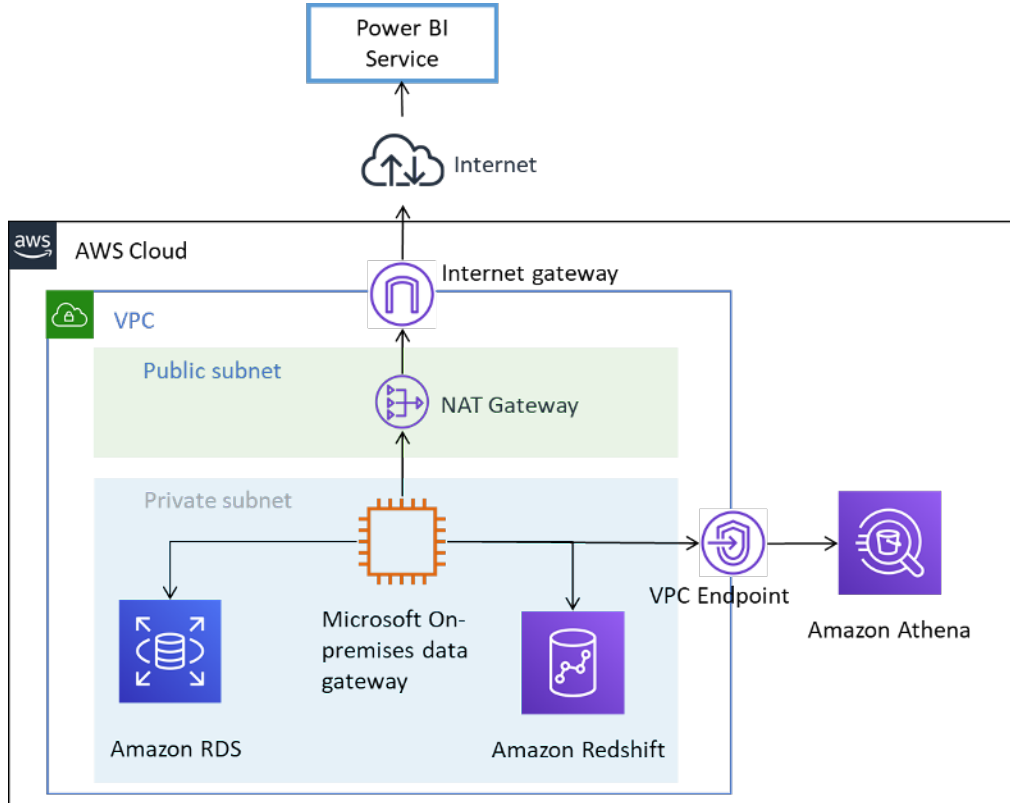 Power BI
Service
Internet
aws
AWS Cloud
Internet gateway
VPC
Public subnet
NAT Gateway
Private subnet
VPC Endpoint
Microsoft On-
premises data
gateway
Amazon Athena
Amazon RDS
Amazon Redshift